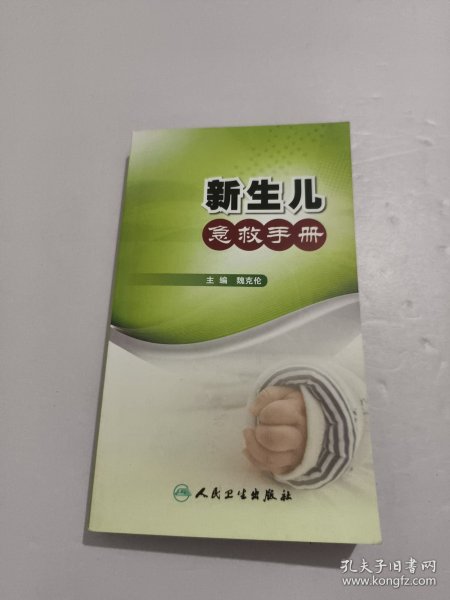 新生儿
急救手册
主编 魏克伦
人民卫生出版社
孔夫子旧书网
www.kongfz.com